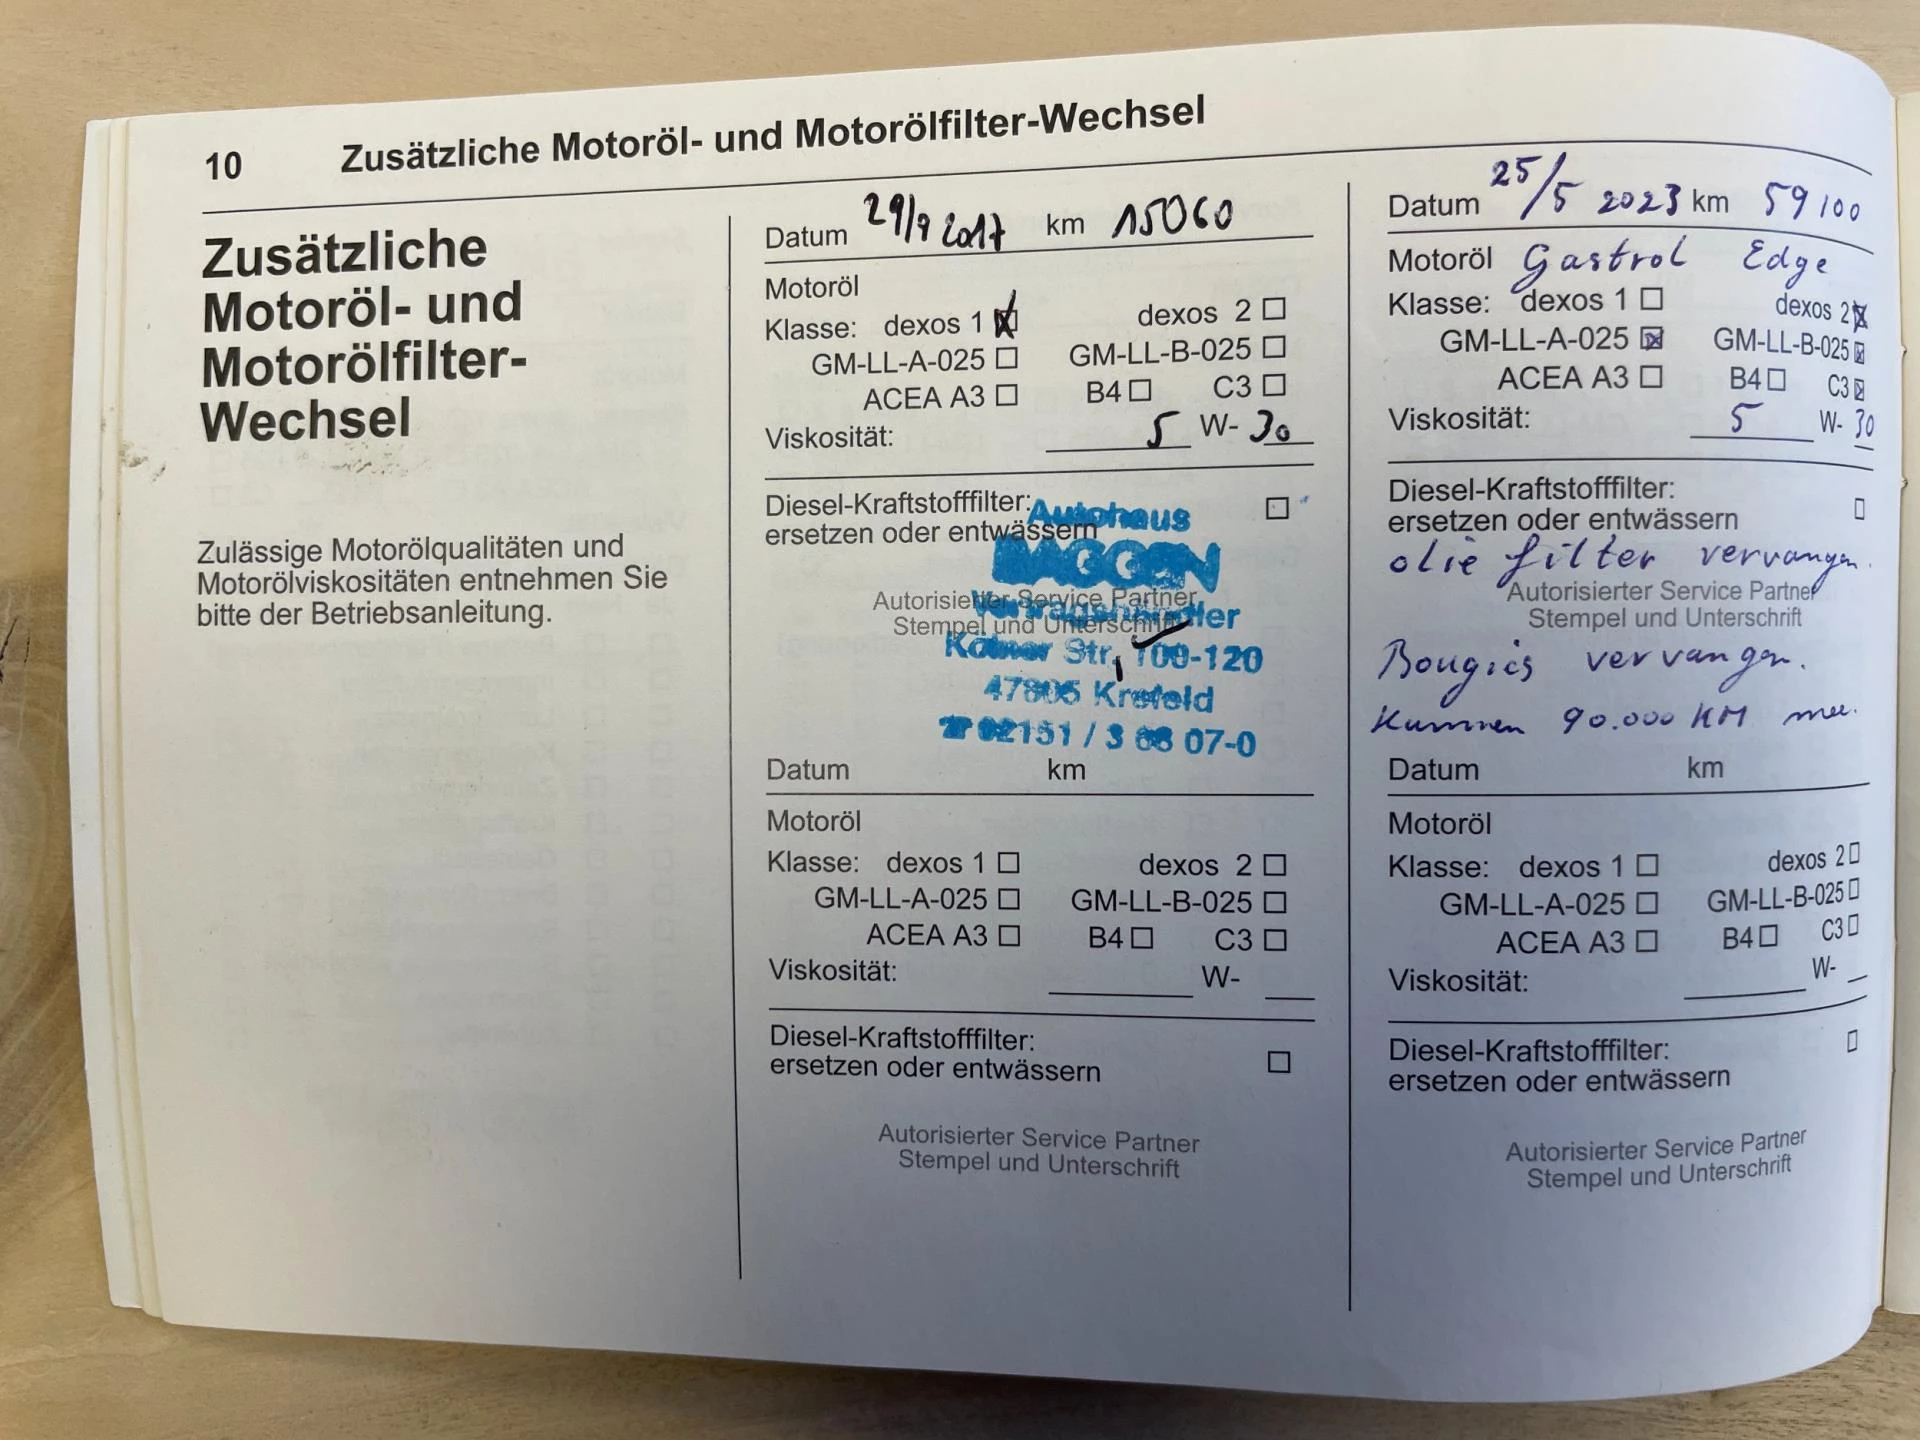 10 Zusätzliche Motoröl- und Motorölfilter-Wechsel
Zusätzliche
Motoröl- und
Motorölfilter-
Wechsel
Zulässige Motorölqualitäten und
Motorölviskositäten entnehmen Sie
bitte der Betriebsanleitung.
Datum 29/9 2017 km 15060
Motoröl
Klasse: dexos 1 ☒ dexos 2 ☐
GM-LL-A-025 ☐ GM-LL-B-025 ☐
ACEA A3 ☐ B4 ☐ C3 ☐
Viskosität: 5 W- 30
Diesel-Kraftstofffilter: ☐
ersetzen oder entwässern
Autohaus
BAGGEN
Autorisierter Service Partner
Vertragshändler
Stempel und Unterschrift
Kölner Str. 100-120
47805 Krefeld
☎ 02151 / 3 68 07-0
Datum km
Motoröl
Klasse: dexos 1 ☐ dexos 2 ☐
GM-LL-A-025 ☐ GM-LL-B-025 ☐
ACEA A3 ☐ B4 ☐ C3 ☐
Viskosität: W-
Diesel-Kraftstofffilter:
ersetzen oder entwässern ☐
Autorisierter Service Partner
Stempel und Unterschrift
Datum 25/5 2023 km 59100
Motoröl Gastrol Edge
Klasse: dexos 1 ☐ dexos 2 ☒
GM-LL-A-025 ☒ GM-LL-B-025 ☒
ACEA A3 ☐ B4 ☐ C3 ☒
Viskosität: 5 W- 30
Diesel-Kraftstofffilter: ☐
ersetzen oder entwässern
olie filter vervangen.
Autorisierter Service Partner
Stempel und Unterschrift
Bougies vervangen.
Kunnen 90.000 KM mee.
Datum km
Motoröl
Klasse: dexos 1 ☐ dexos 2 ☐
GM-LL-A-025 ☐ GM-LL-B-025 ☐
ACEA A3 ☐ B4 ☐ C3 ☐
Viskosität: W-
Diesel-Kraftstofffilter: ☐
ersetzen oder entwässern
Autorisierter Service Partner
Stempel und Unterschrift